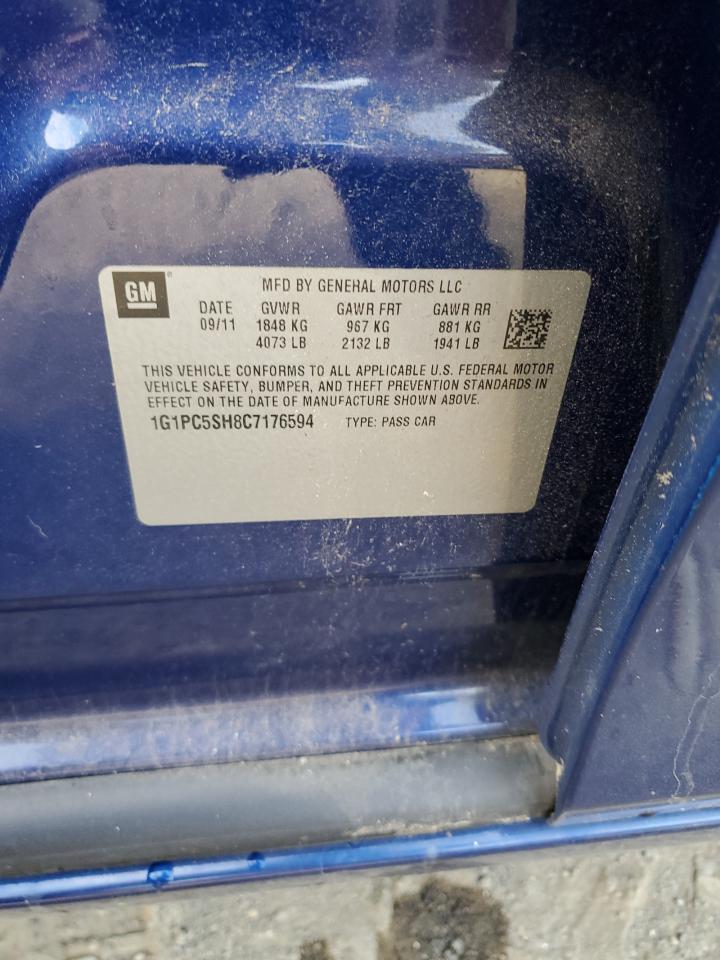 GM ®
MFD BY GENERAL MOTORS LLC
DATE GVWR GAWR FRT GAWR RR
09/11 1848 KG 967 KG 881 KG
4073 LB 2132 LB 1941 LB
THIS VEHICLE CONFORMS TO ALL APPLICABLE U.S. FEDERAL MOTOR
VEHICLE SAFETY, BUMPER, AND THEFT PREVENTION STANDARDS IN
EFFECT ON THE DATE OF MANUFACTURE SHOWN ABOVE.
1G1PC5SH8C7176594 TYPE: PASS CAR